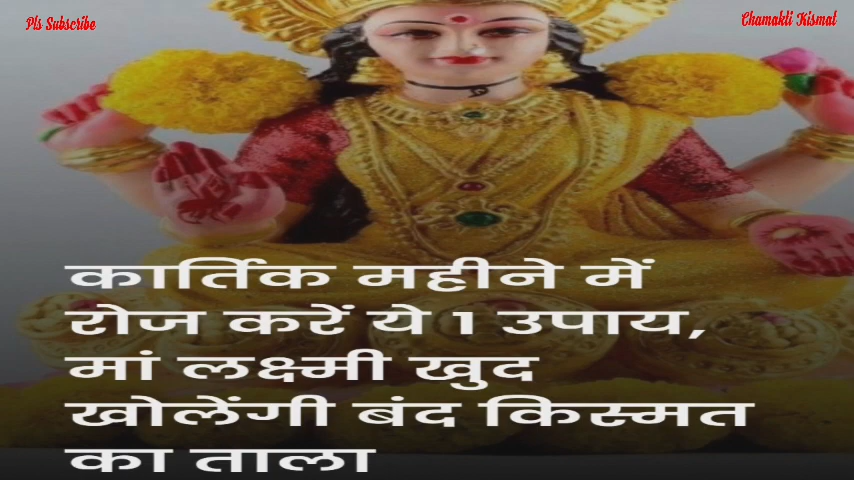 Pls Subscribe
Chamakti Kismat
कार्तिक महीने में
रोज करें ये 1 उपाय,
मां लक्ष्मी खुद
खोलेंगी बंद किस्मत
का ताला